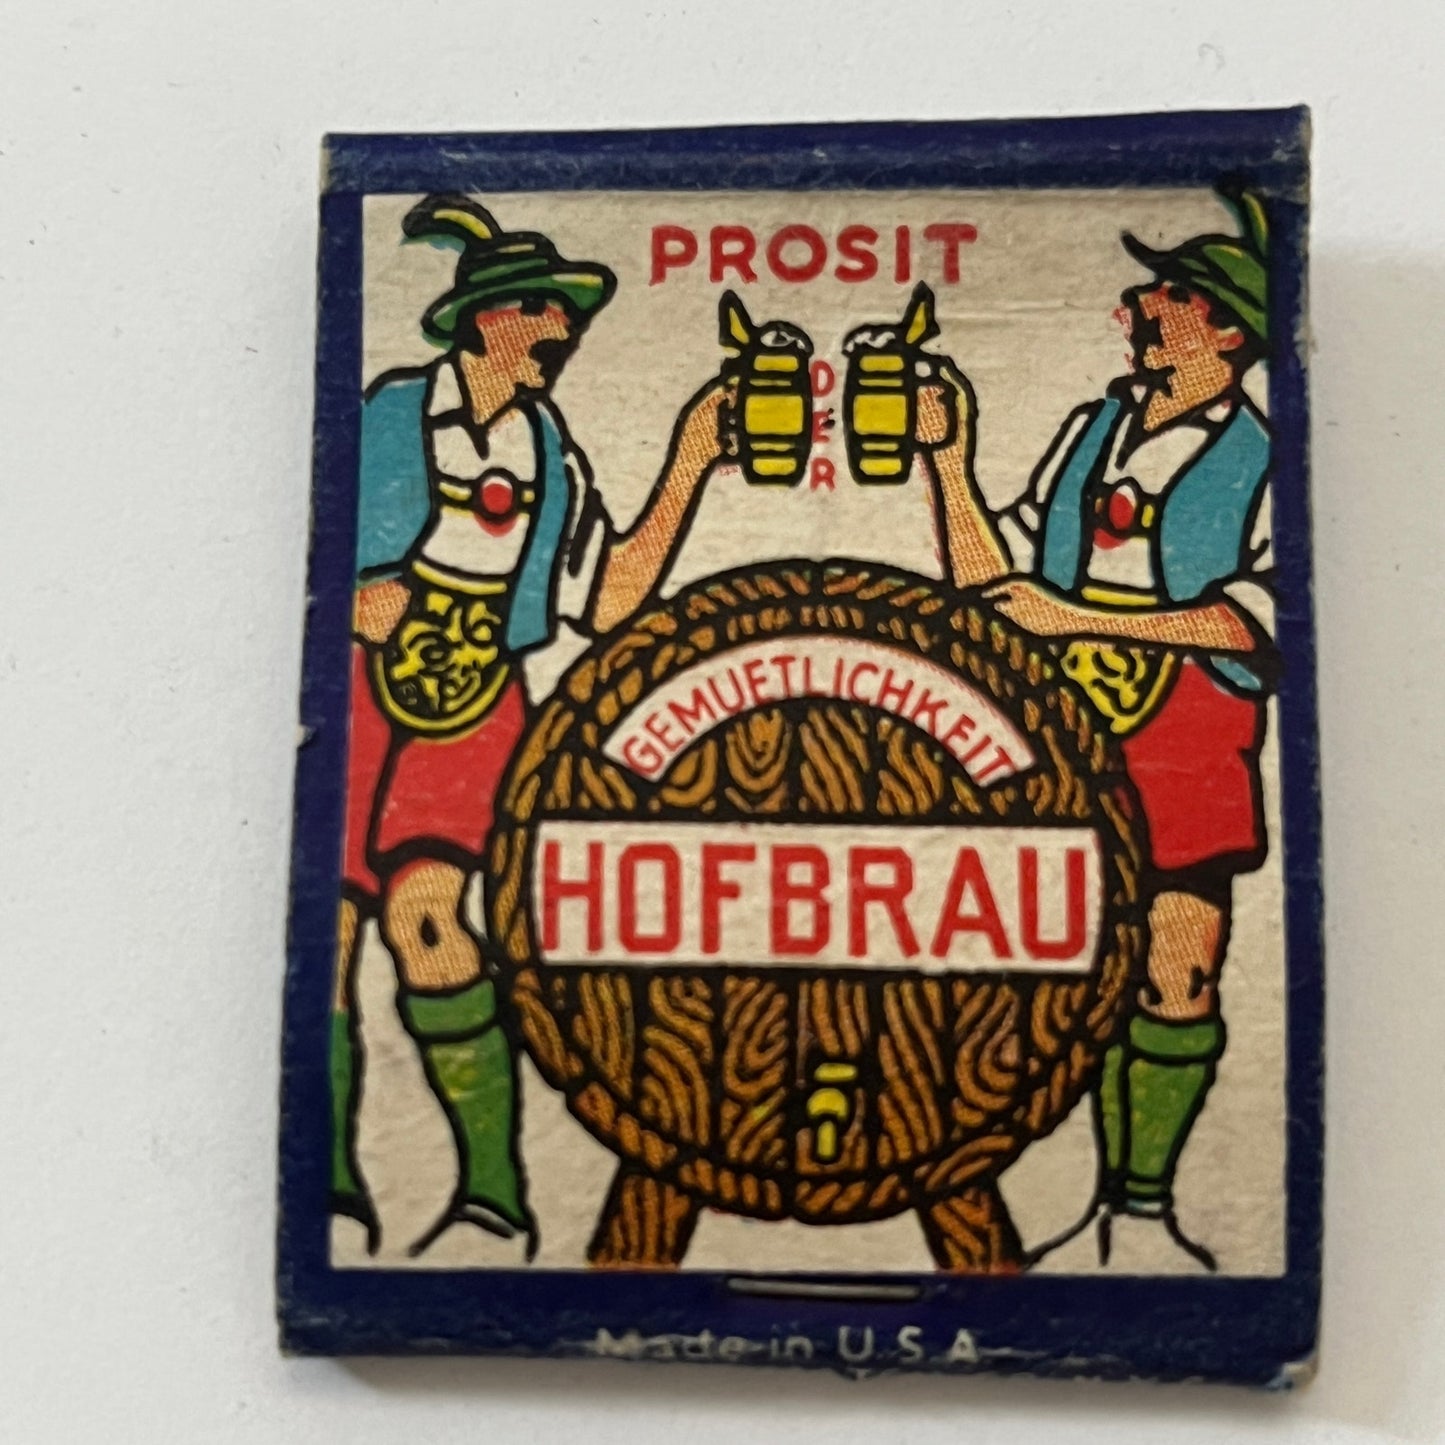 PROSIT
DER
GEMUETLICHKEIT
HOFBRAU
Made in U.S.A